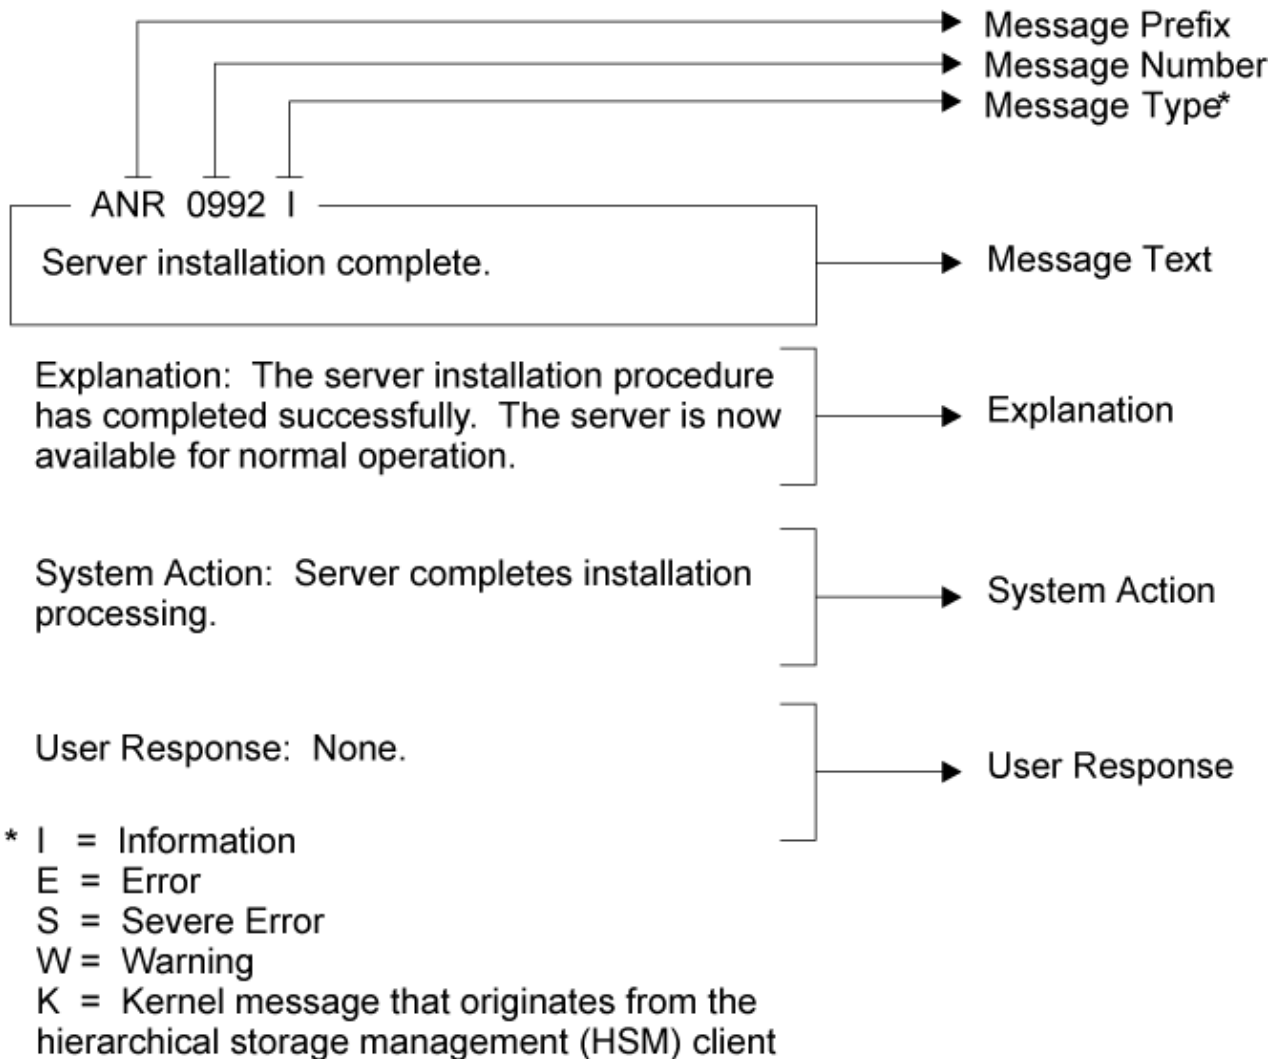 Message Prefix
Message Number
Message Type*
ANR 0992 I
Server installation complete.
Message Text
Explanation: The server installation procedure
has completed successfully. The server is now
available for normal operation.
Explanation
System Action: Server completes installation
processing.
System Action
User Response: None.
User Response
* I = Information
E = Error
S = Severe Error
W = Warning
K = Kernel message that originates from the
hierarchical storage management (HSM) client